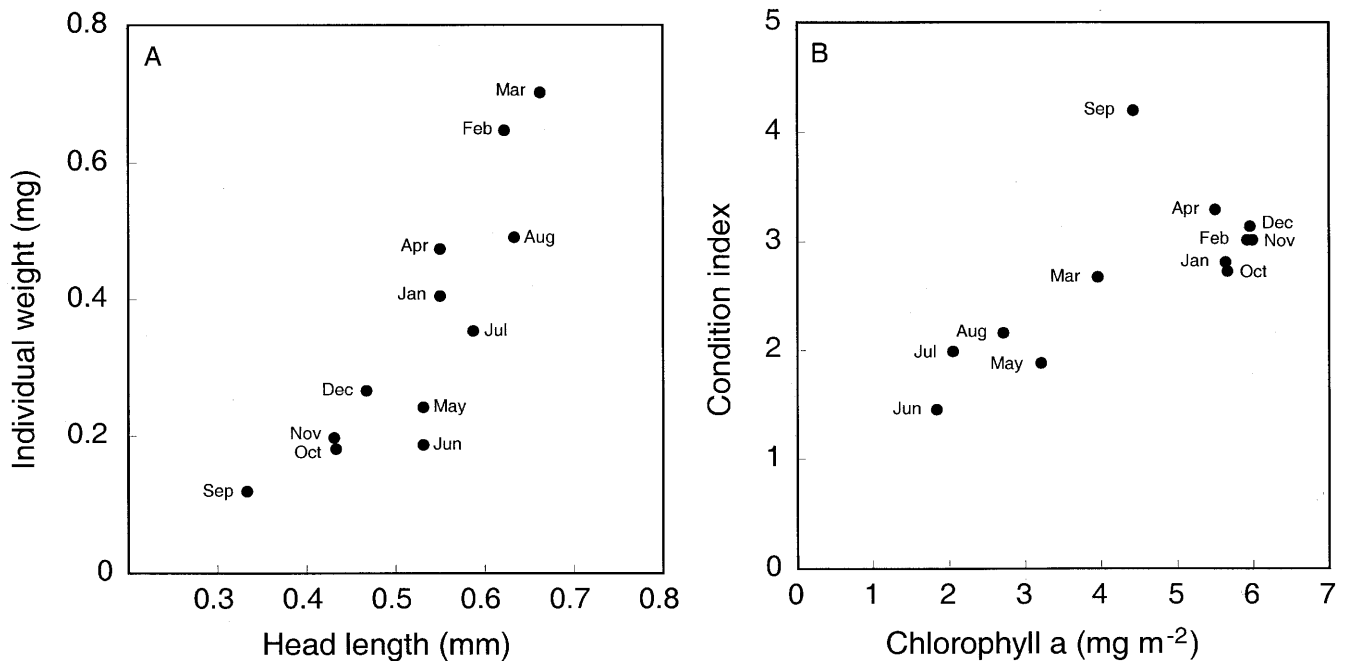 A
0.8
0.6
0.4
0.2
0
Individual weight (mg)
Mar
Feb
Aug
Apr
Jan
Jul
Dec
May
Nov
Jun
Oct
Sep
0.3 0.4 0.5 0.6 0.7 0.8
Head length (mm)
B
5
4
3
2
1
0
Condition index
Sep
Apr
Dec
Feb Nov
Jan
Oct
Mar
Aug
Jul
May
Jun
0 1 2 3 4 5 6 7
Chlorophyll a (mg m⁻²)